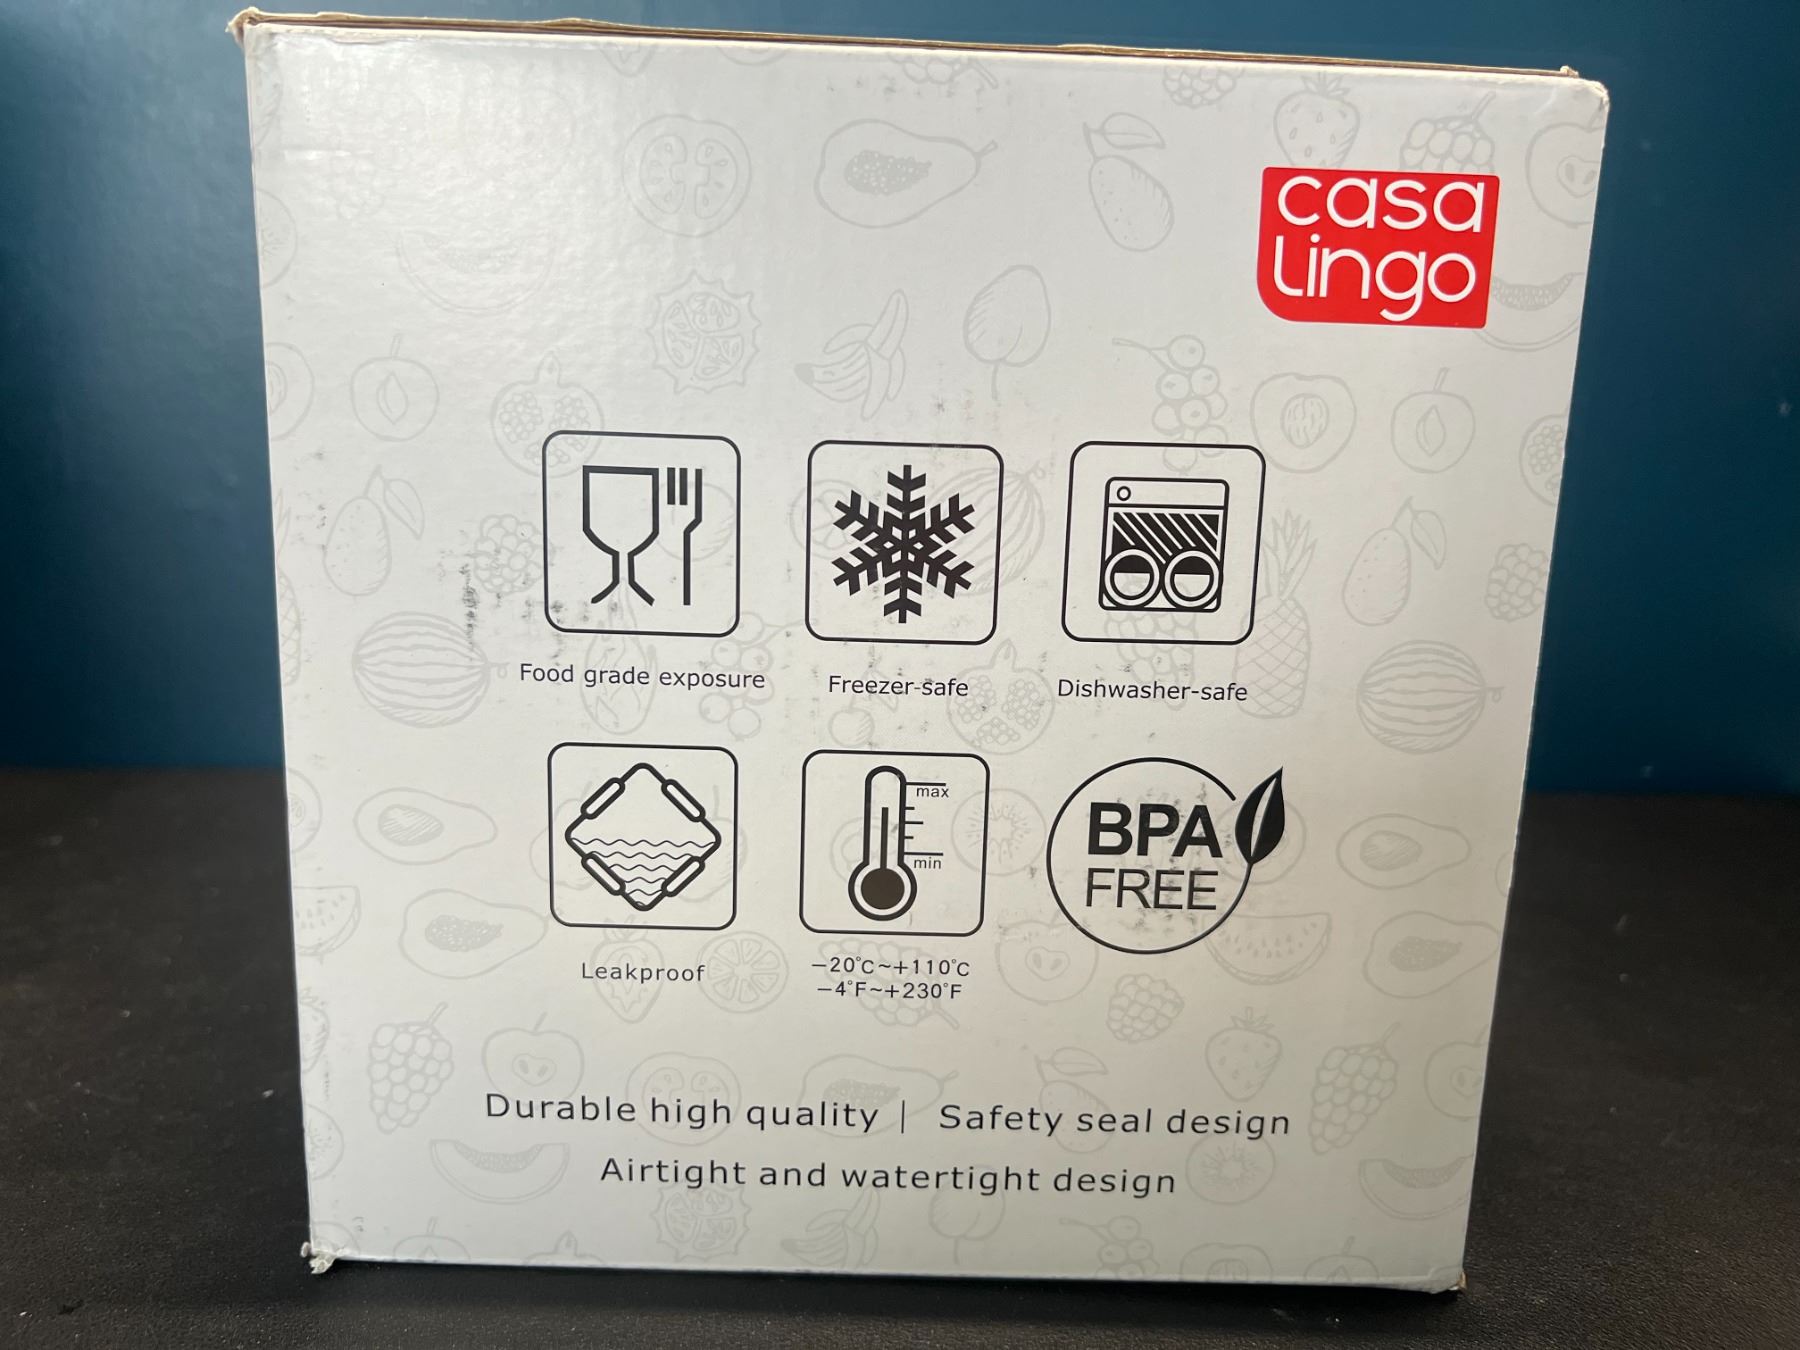 casa
Lingo
Food grade exposure
Freezer-safe
Dishwasher-safe
max
min
BPA
FREE
Leakproof
−20°C~+110°C
−4°F~+230°F
Durable high quality | Safety seal design
Airtight and watertight design